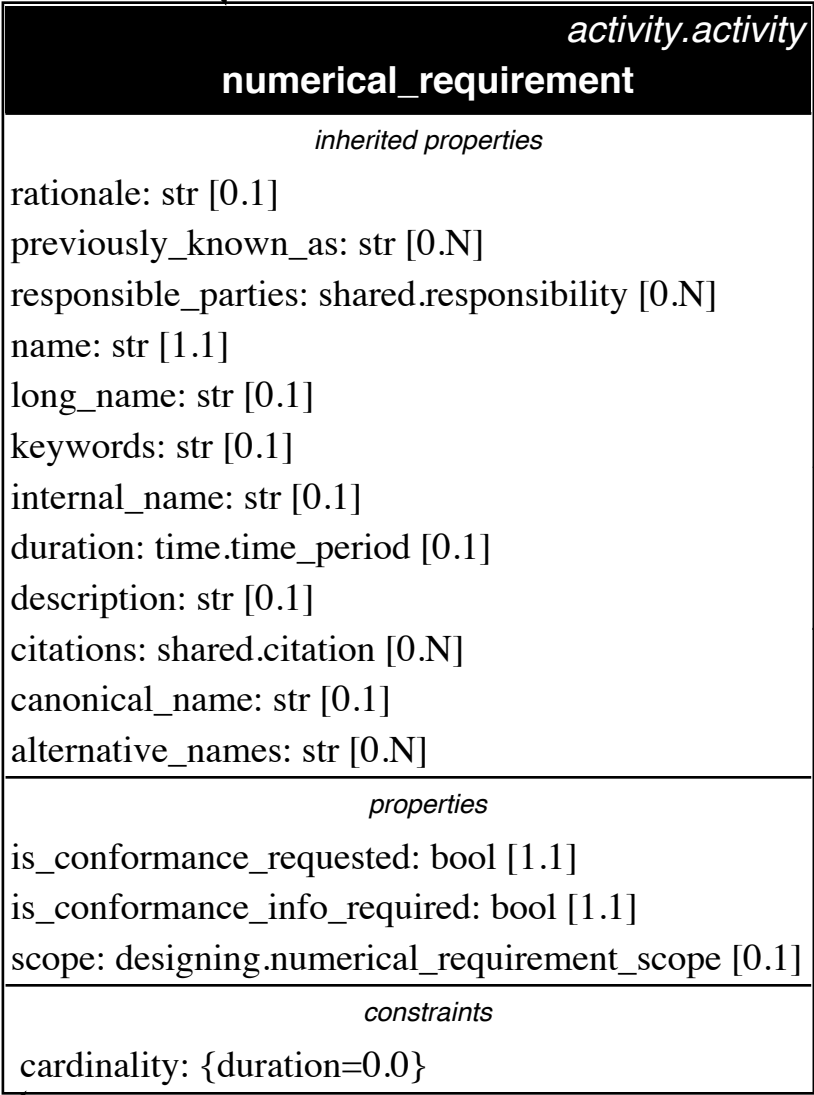 activity.activity
numerical_requirement
inherited properties
rationale: str [0.1]
previously_known_as: str [0.N]
responsible_parties: shared.responsibility [0.N]
name: str [1.1]
long_name: str [0.1]
keywords: str [0.1]
internal_name: str [0.1]
duration: time.time_period [0.1]
description: str [0.1]
citations: shared.citation [0.N]
canonical_name: str [0.1]
alternative_names: str [0.N]
properties
is_conformance_requested: bool [1.1]
is_conformance_info_required: bool [1.1]
scope: designing.numerical_requirement_scope [0.1]
constraints
cardinality: {duration=0.0}